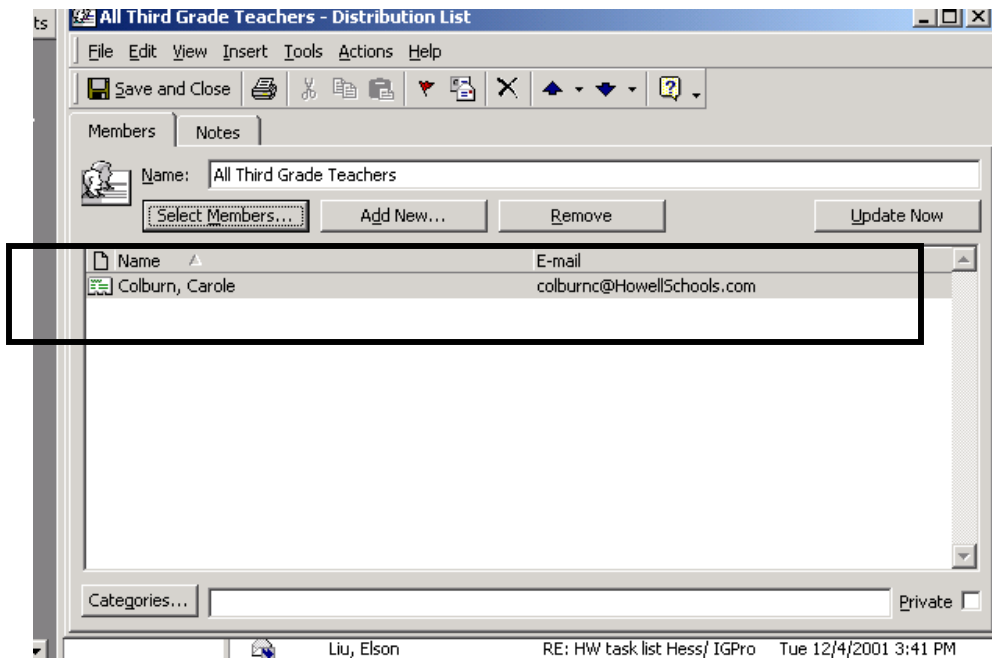 ts
All Third Grade Teachers - Distribution List
File Edit View Insert Tools Actions Help
Save and Close
Members Notes
Name: All Third Grade Teachers
Select Members... Add New... Remove Update Now
Name E-mail
Colburn, Carole colburnc@HowellSchools.com
Categories... Private
Liu, Elson RE: HW task list Hess/ IGPro Tue 12/4/2001 3:41 PM